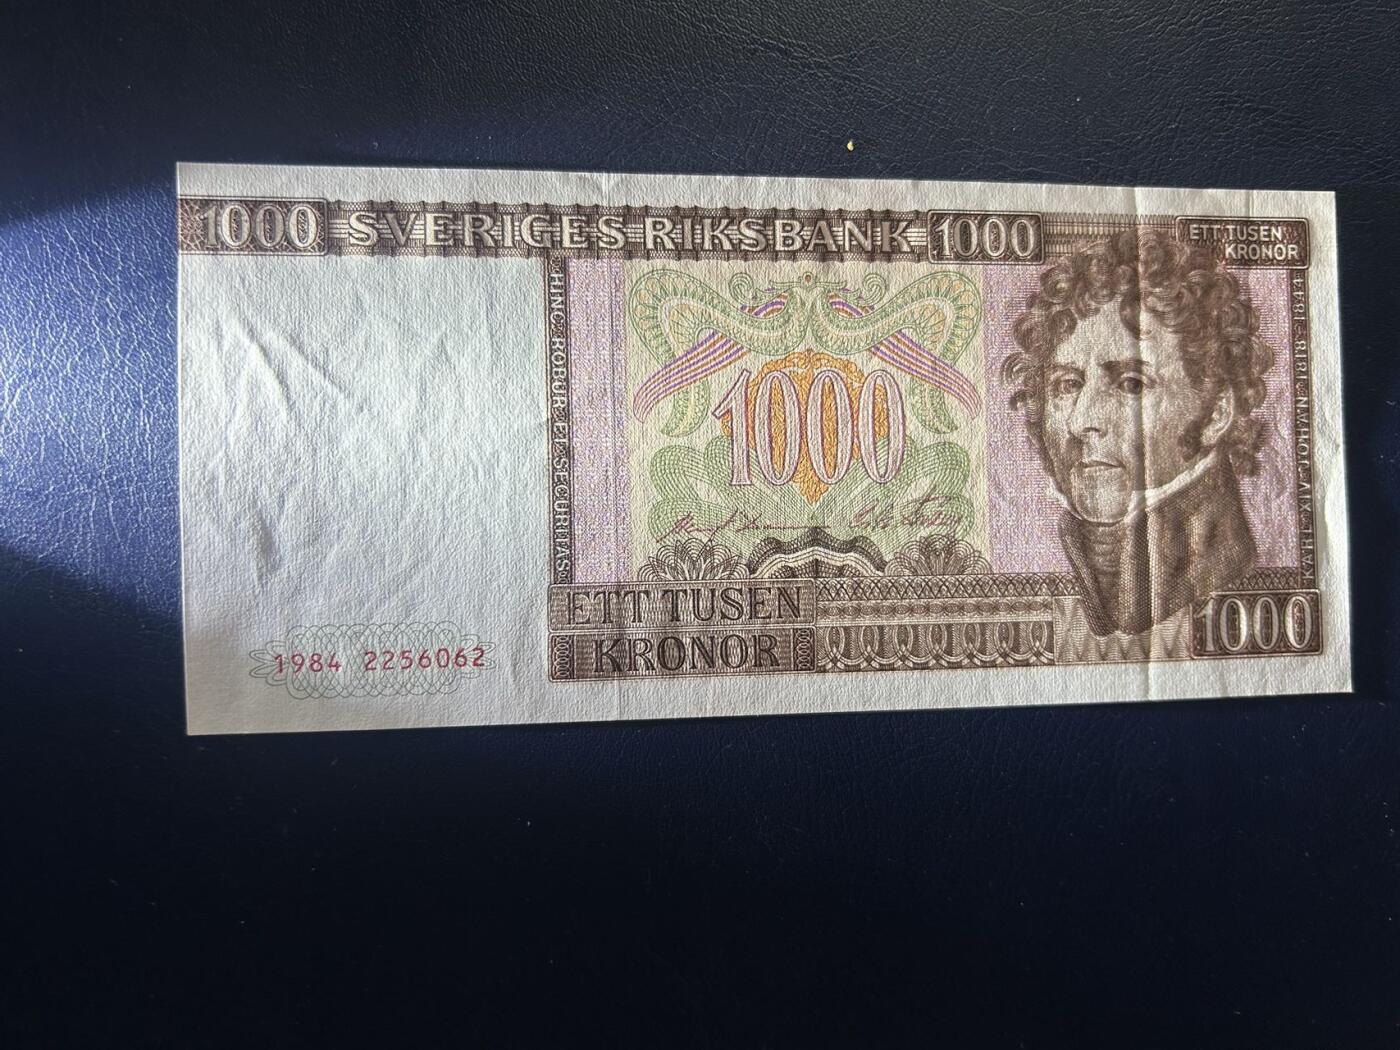 1000 SVERIGES RIKSBANK 1000
ETT TUSEN
KRONOR
HINC ROBUR ET SECURITAS
1000
KARL XIV JOHAN 1818-1844
ETT TUSEN
KRONOR
1000
1984 2256062